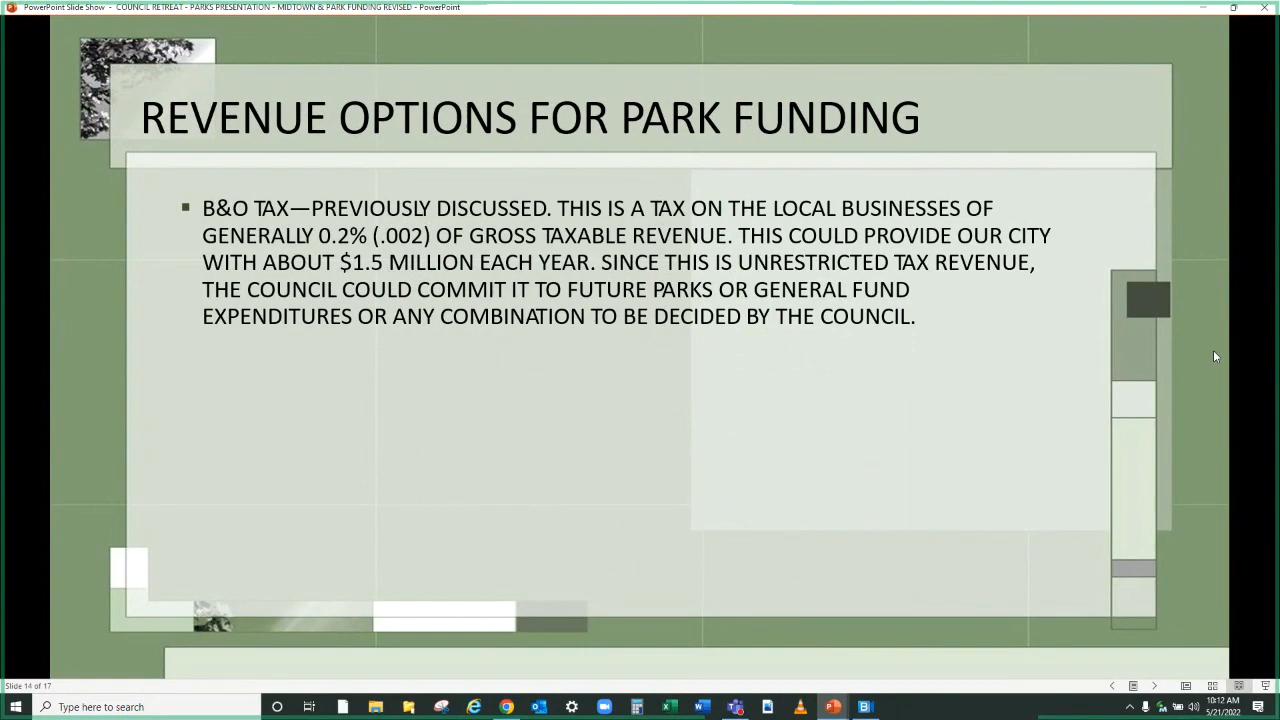 PowerPoint Slide Show - COUNCIL RETREAT - PARKS PRESENTATION - MIDTOWN & PARK FUNDING REVISED - PowerPoint
REVENUE OPTIONS FOR PARK FUNDING
▪ B&O TAX—PREVIOUSLY DISCUSSED. THIS IS A TAX ON THE LOCAL BUSINESSES OF
GENERALLY 0.2% (.002) OF GROSS TAXABLE REVENUE. THIS COULD PROVIDE OUR CITY
WITH ABOUT $1.5 MILLION EACH YEAR. SINCE THIS IS UNRESTRICTED TAX REVENUE,
THE COUNCIL COULD COMMIT IT TO FUTURE PARKS OR GENERAL FUND
EXPENDITURES OR ANY COMBINATION TO BE DECIDED BY THE COUNCIL.
Slide 14 of 17
Type here to search
10:12 AM
5/21/2022